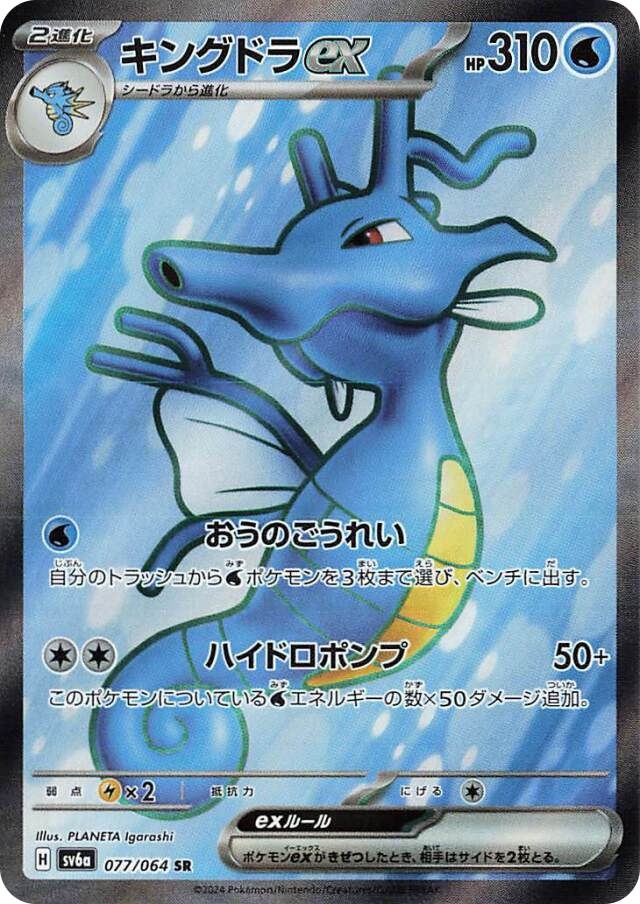 2進化
キングドラex
HP310
シードラから進化
おうのごうれい
自分のトラッシュからポケモンを3枚まで選び、ベンチに出す。
ハイドロポンプ 50+
このポケモンについているエネルギーの数×50ダメージ追加。
弱点 ×2 抵抗力 にげる
Illus. PLANETA Igarashi
exルール
ポケモンexがきぜつしたとき、相手はサイドを2枚とる。
H sv6a 077/064 SR
©2024 Pokémon/Nintendo/Creatures/GAME FREAK